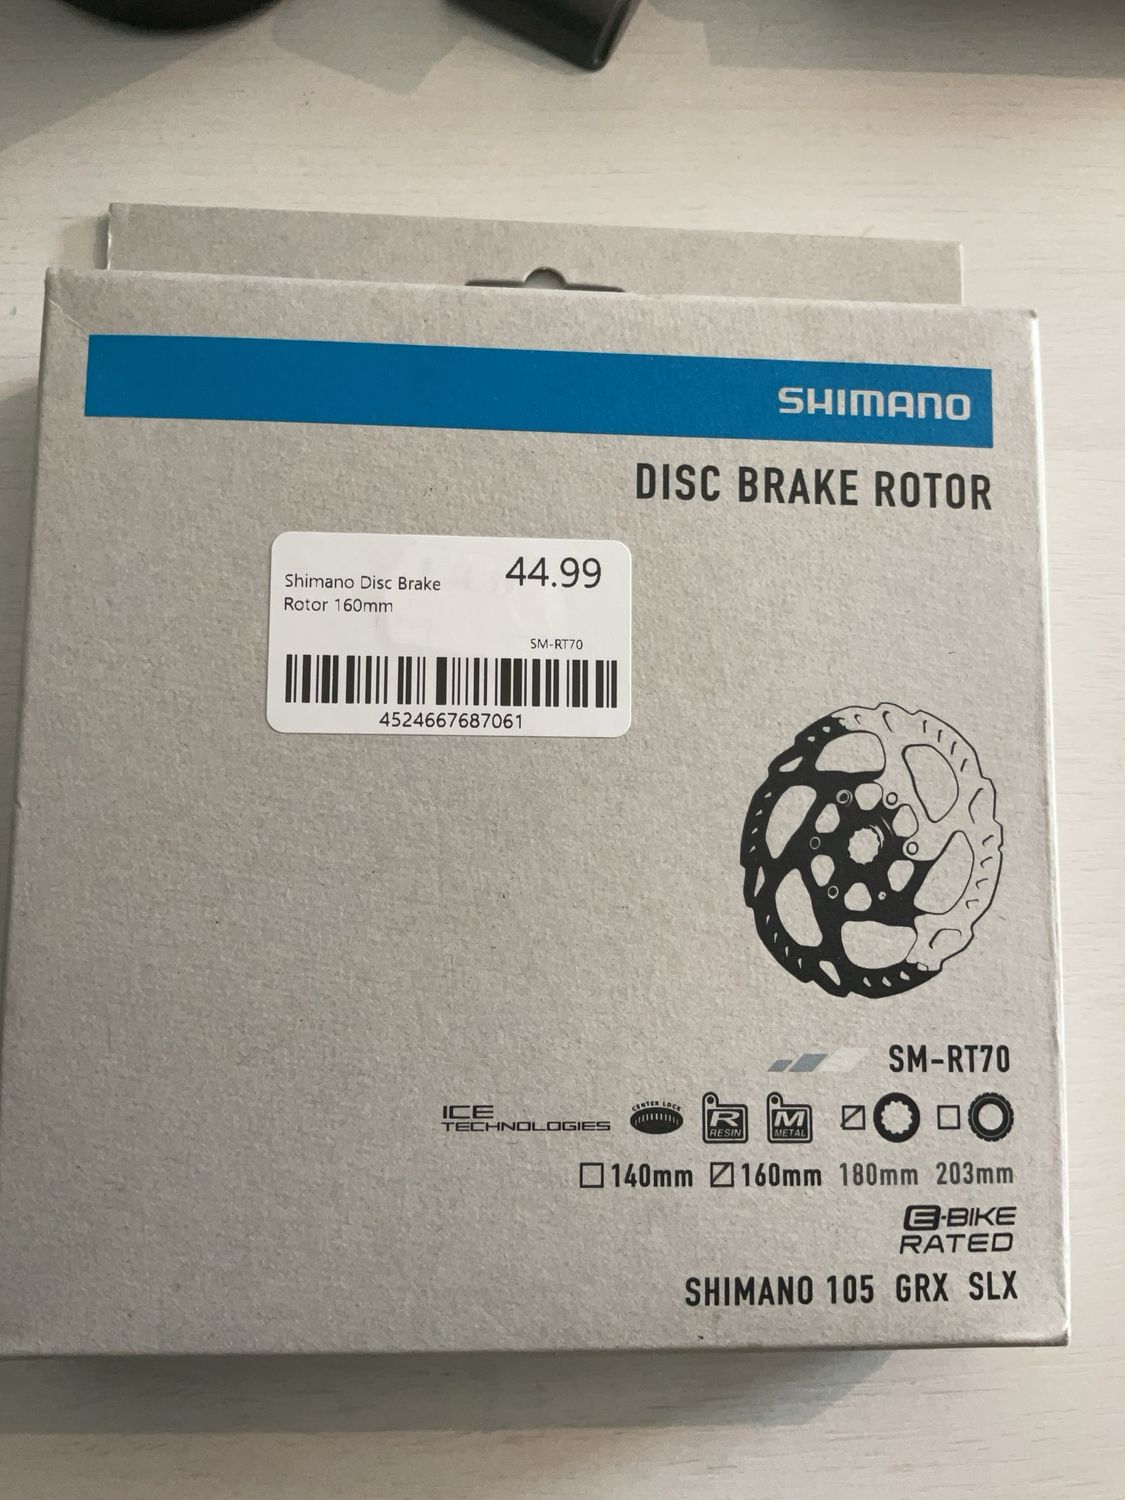 SHIMANO
DISC BRAKE ROTOR
Shimano Disc Brake
Rotor 160mm
44.99
SM-RT70
4524667687061
SM-RT70
ICE
TECHNOLOGIES
CENTER LOCK
R
RESIN
M
METAL
140mm 160mm 180mm 203mm
E-BIKE
RATED
SHIMANO 105 GRX SLX